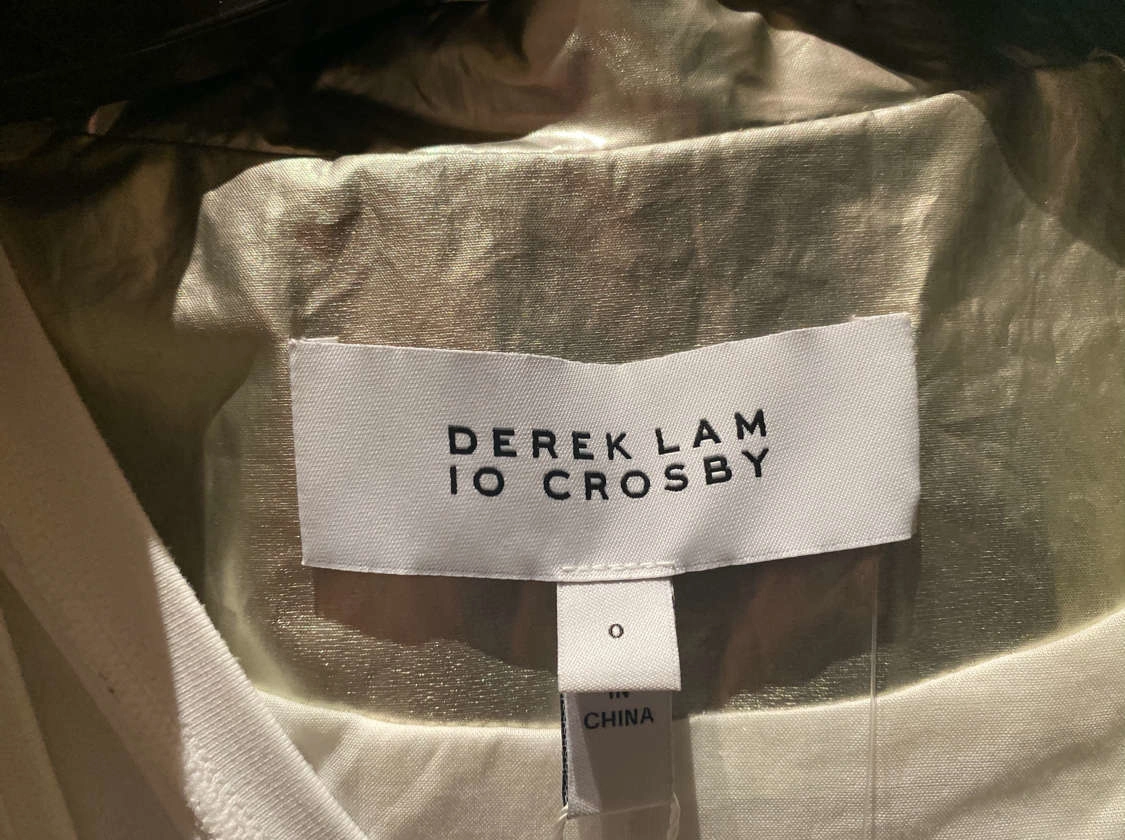 DEREK LAM
10 CROSBY
0
IN
CHINA